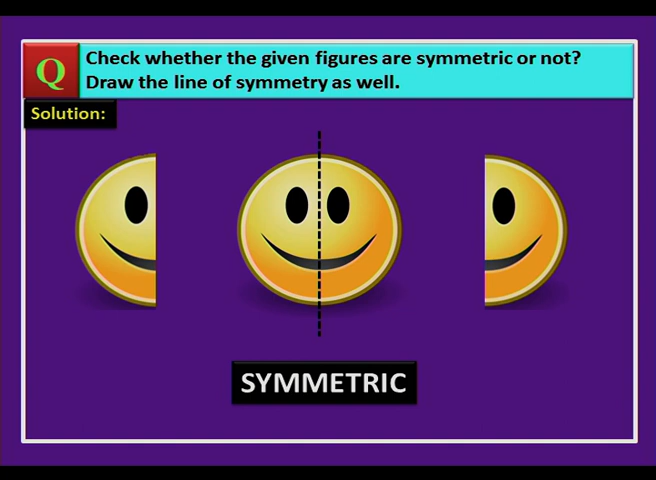 Q
Check whether the given figures are symmetric or not?
Draw the line of symmetry as well.
Solution:
SYMMETRIC